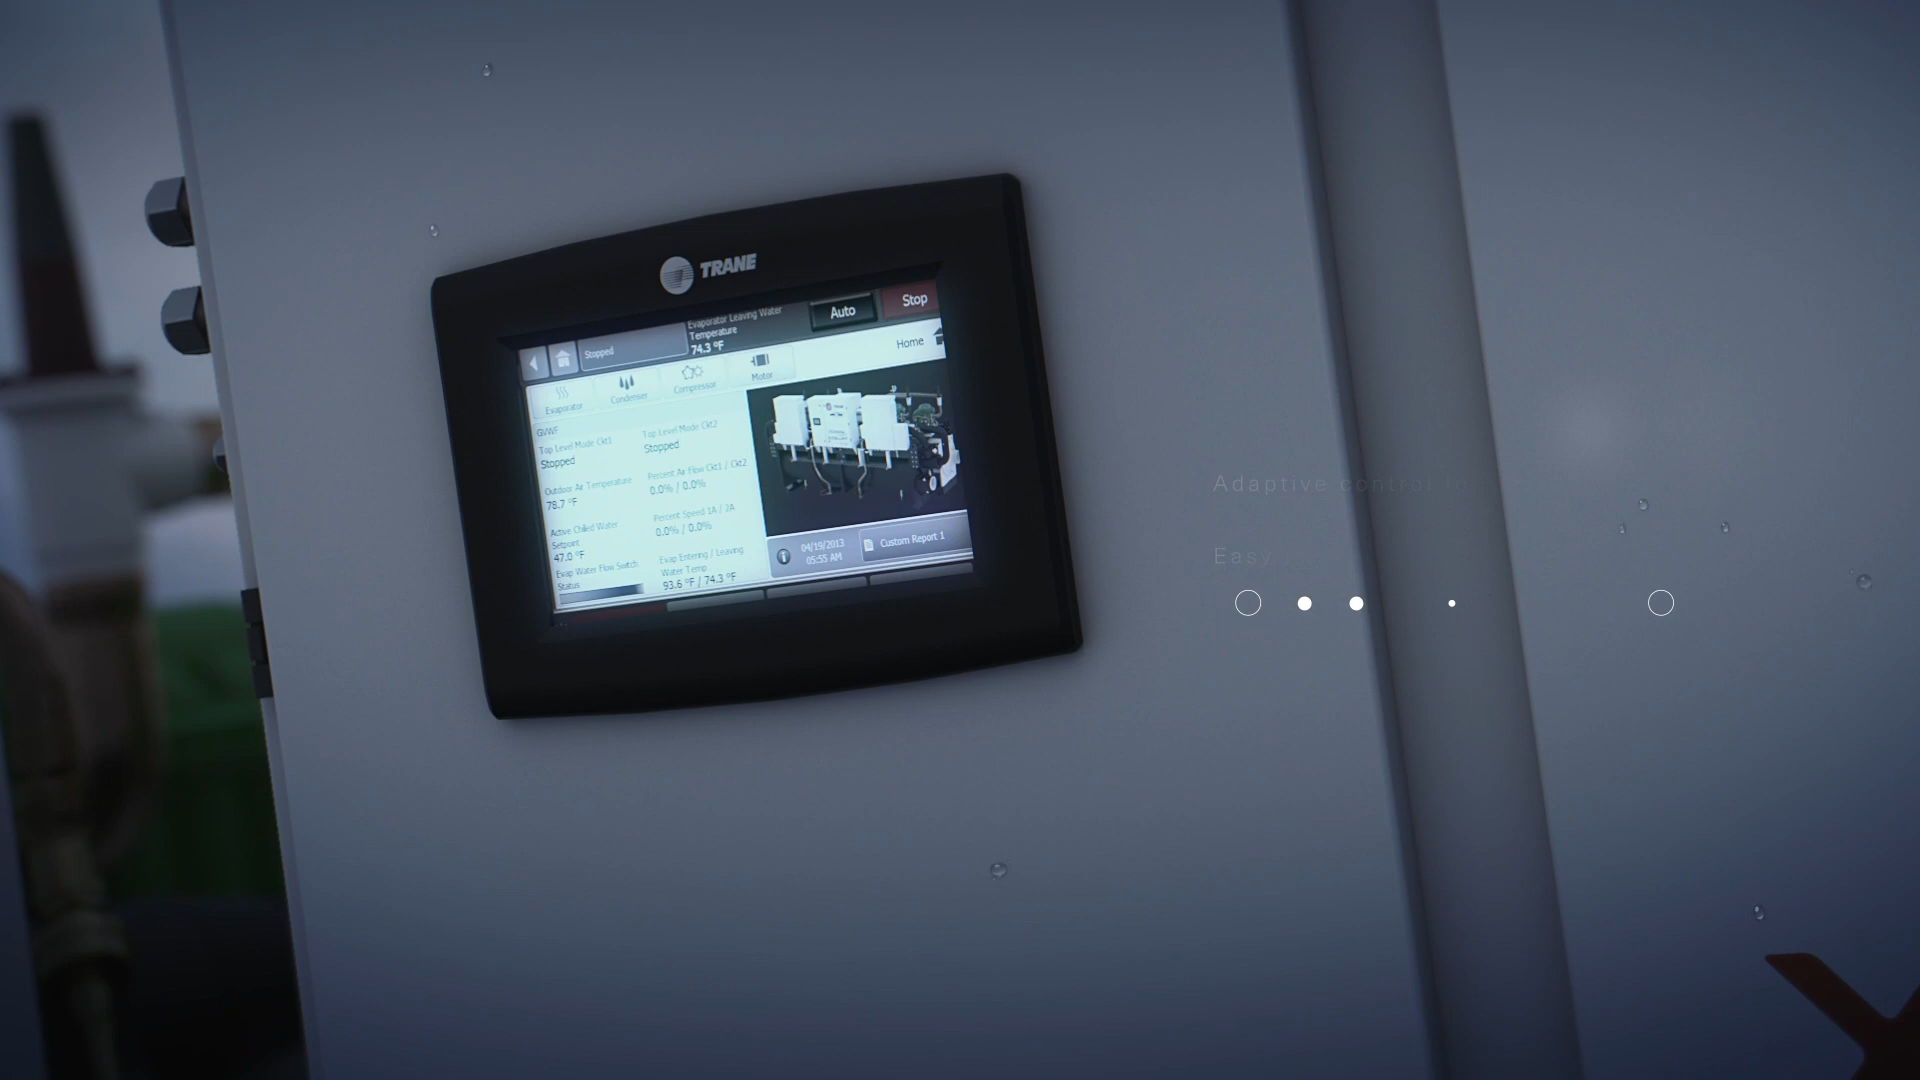 TRANE
Evaporator Leaving Water
Temperature
74.3 °F
Auto
Stop
Stopped
Home
Evaporator
Condenser
Compressor
Motor
GVWF
Top Level Mode Ckt1
Stopped
Top Level Mode Ckt2
Stopped
Outdoor Air Temperature
78.7 °F
Percent Air Flow Ckt1 / Ckt2
0.0% / 0.0%
Active Chilled Water
Setpoint
47.0 °F
Percent Speed 1A / 2A
0.0% / 0.0%
Evap Water Flow Switch
Status
Evap Entering / Leaving
Water Temp
93.6 °F / 74.3 °F
04/19/2013
05:55 AM
Custom Report 1
Adaptive control
Easy